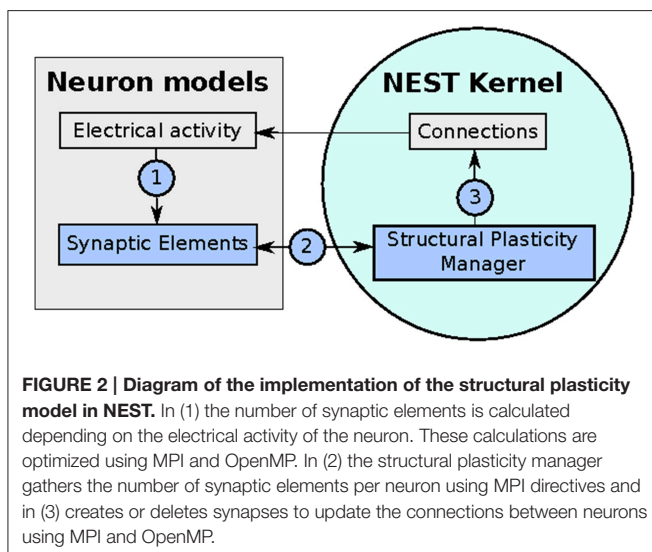 Neuron models
NEST Kernel
Electrical activity
Connections
1
3
Synaptic Elements
2
Structural Plasticity
Manager
FIGURE 2 | Diagram of the implementation of the structural plasticity
model in NEST. In (1) the number of synaptic elements is calculated
depending on the electrical activity of the neuron. These calculations are
optimized using MPI and OpenMP. In (2) the structural plasticity manager
gathers the number of synaptic elements per neuron using MPI directives and
in (3) creates or deletes synapses to update the connections between neurons
using MPI and OpenMP.